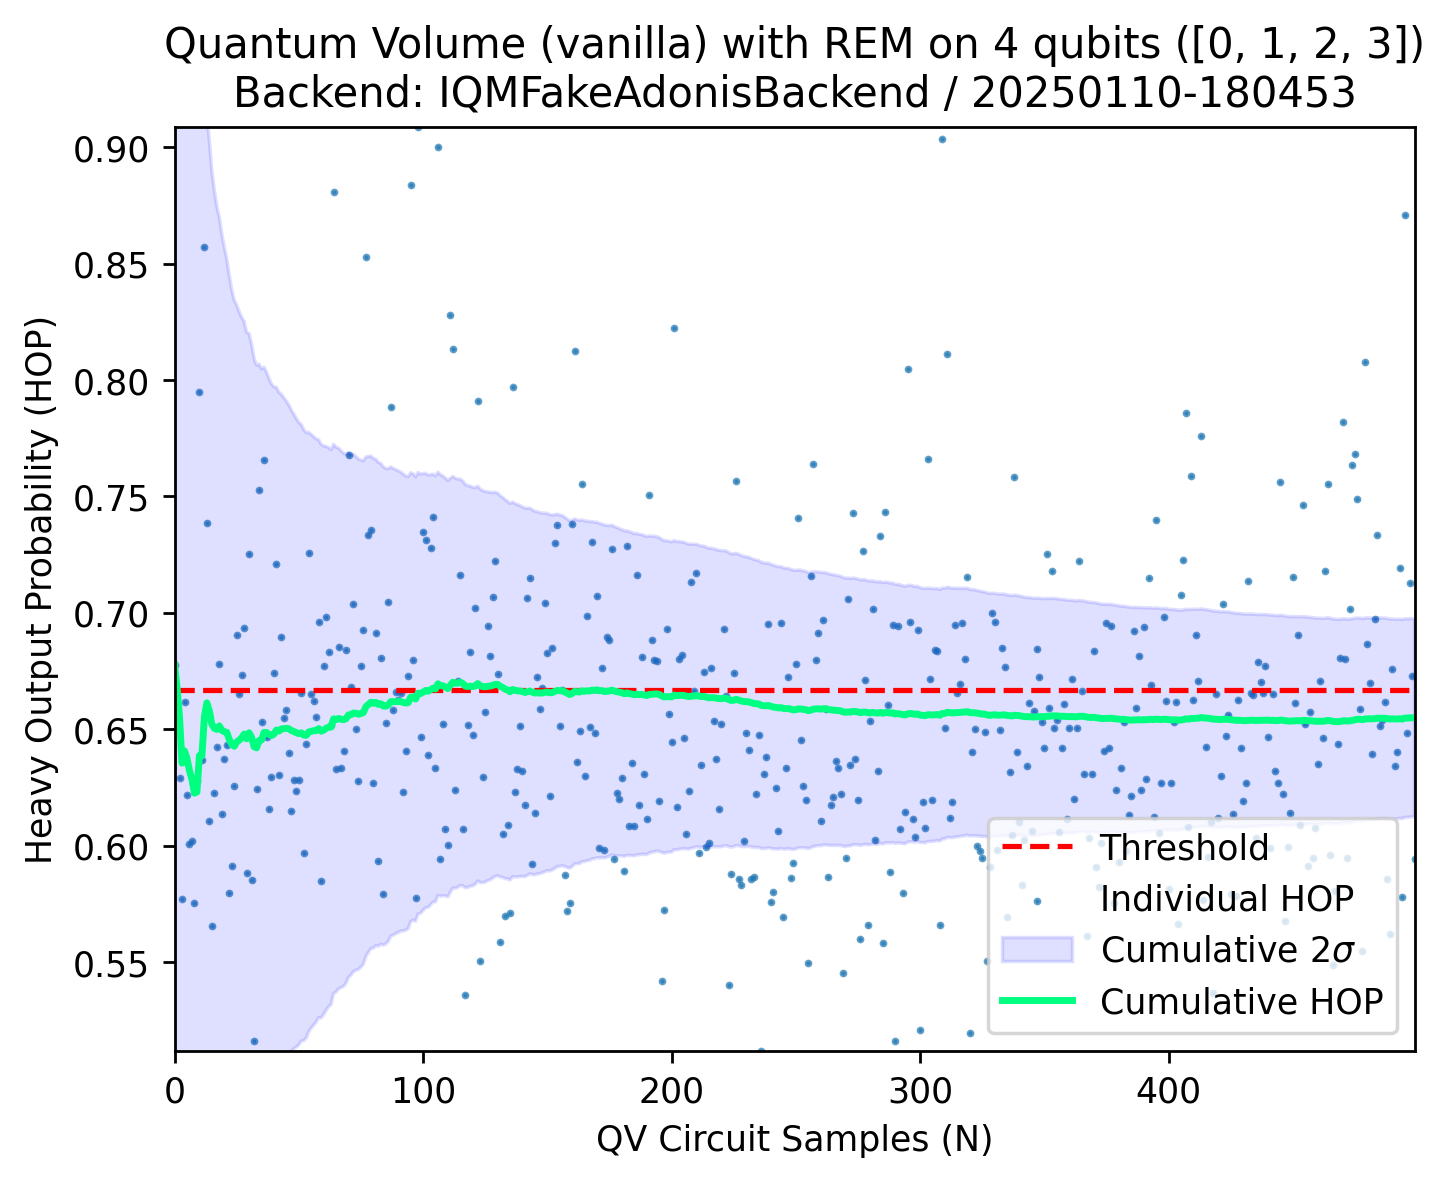 Quantum Volume (vanilla) with REM on 4 qubits ([0, 1, 2, 3])
Backend: IQMFakeAdonisBackend / 20250110-180453
Heavy Output Probability (HOP)
0.90
0.85
0.80
0.75
0.70
0.65
0.60
0.55
Threshold
Individual HOP
Cumulative 2σ
Cumulative HOP
0 100 200 300 400
QV Circuit Samples (N)